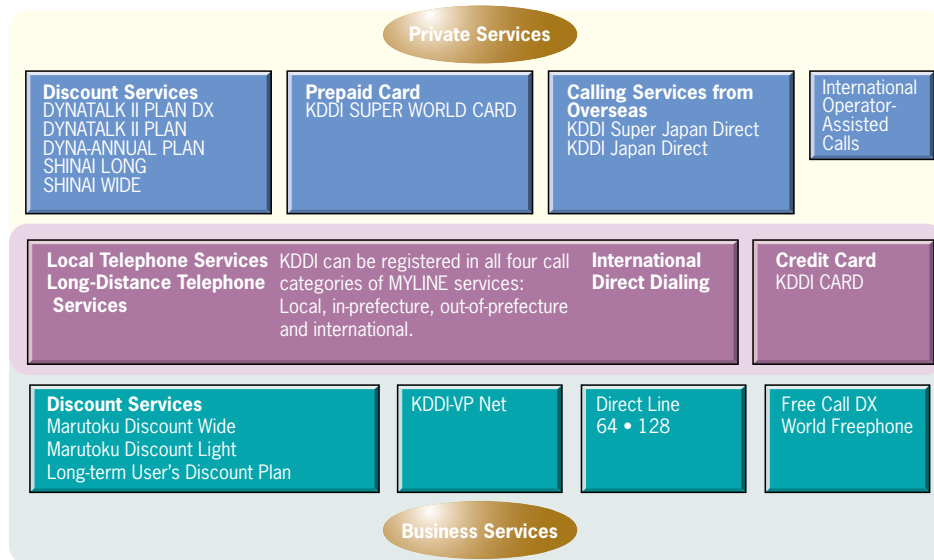 Private Services
Discount Services
DYNATALK II PLAN DX
DYNATALK II PLAN
DYNA-ANNUAL PLAN
SHINAI LONG
SHINAI WIDE
Prepaid Card
KDDI SUPER WORLD CARD
Calling Services from
Overseas
KDDI Super Japan Direct
KDDI Japan Direct
International
Operator-
Assisted
Calls
Local Telephone Services
Long-Distance Telephone
Services
KDDI can be registered in all four call
categories of MYLINE services:
Local, in-prefecture, out-of-prefecture
and international.
International
Direct Dialing
Credit Card
KDDI CARD
Discount Services
Marutoku Discount Wide
Marutoku Discount Light
Long-term User's Discount Plan
KDDI-VP Net
Direct Line
64 • 128
Free Call DX
World Freephone
Business Services